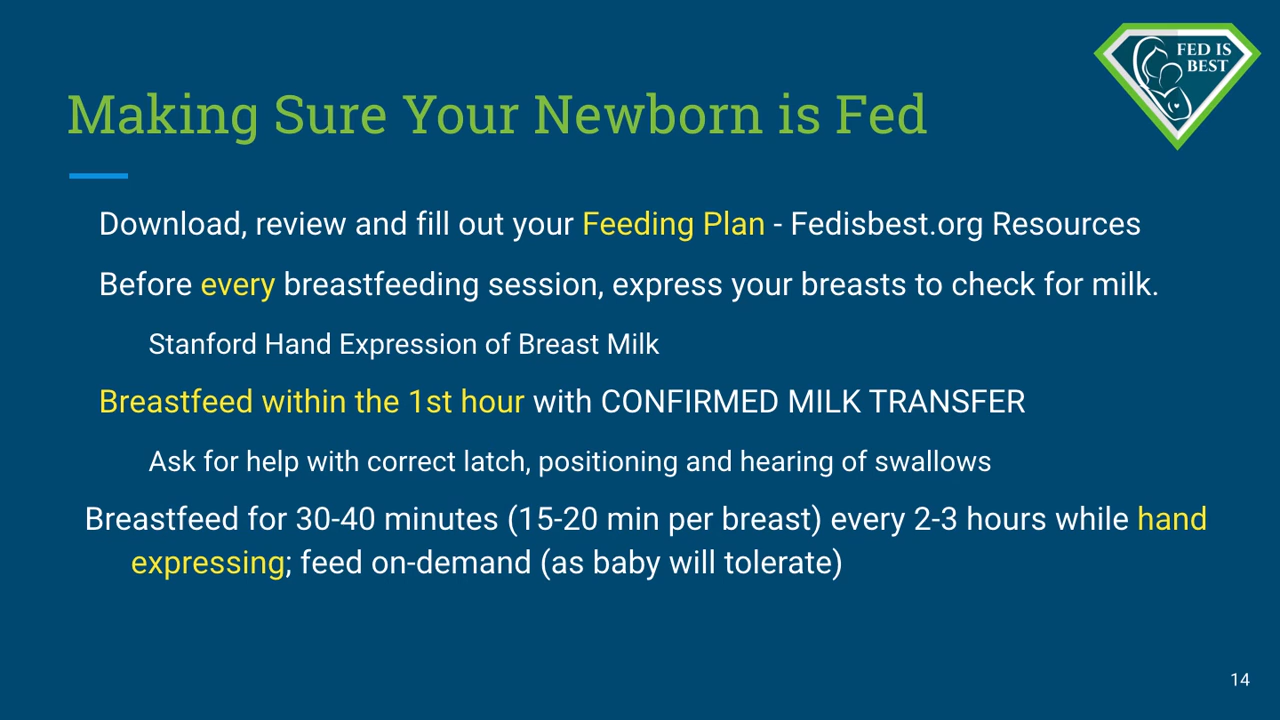 FED IS
BEST
Making Sure Your Newborn is Fed
Download, review and fill out your Feeding Plan - Fedisbest.org Resources
Before every breastfeeding session, express your breasts to check for milk.
Stanford Hand Expression of Breast Milk
Breastfeed within the 1st hour with CONFIRMED MILK TRANSFER
Ask for help with correct latch, positioning and hearing of swallows
Breastfeed for 30-40 minutes (15-20 min per breast) every 2-3 hours while hand
expressing; feed on-demand (as baby will tolerate)
14